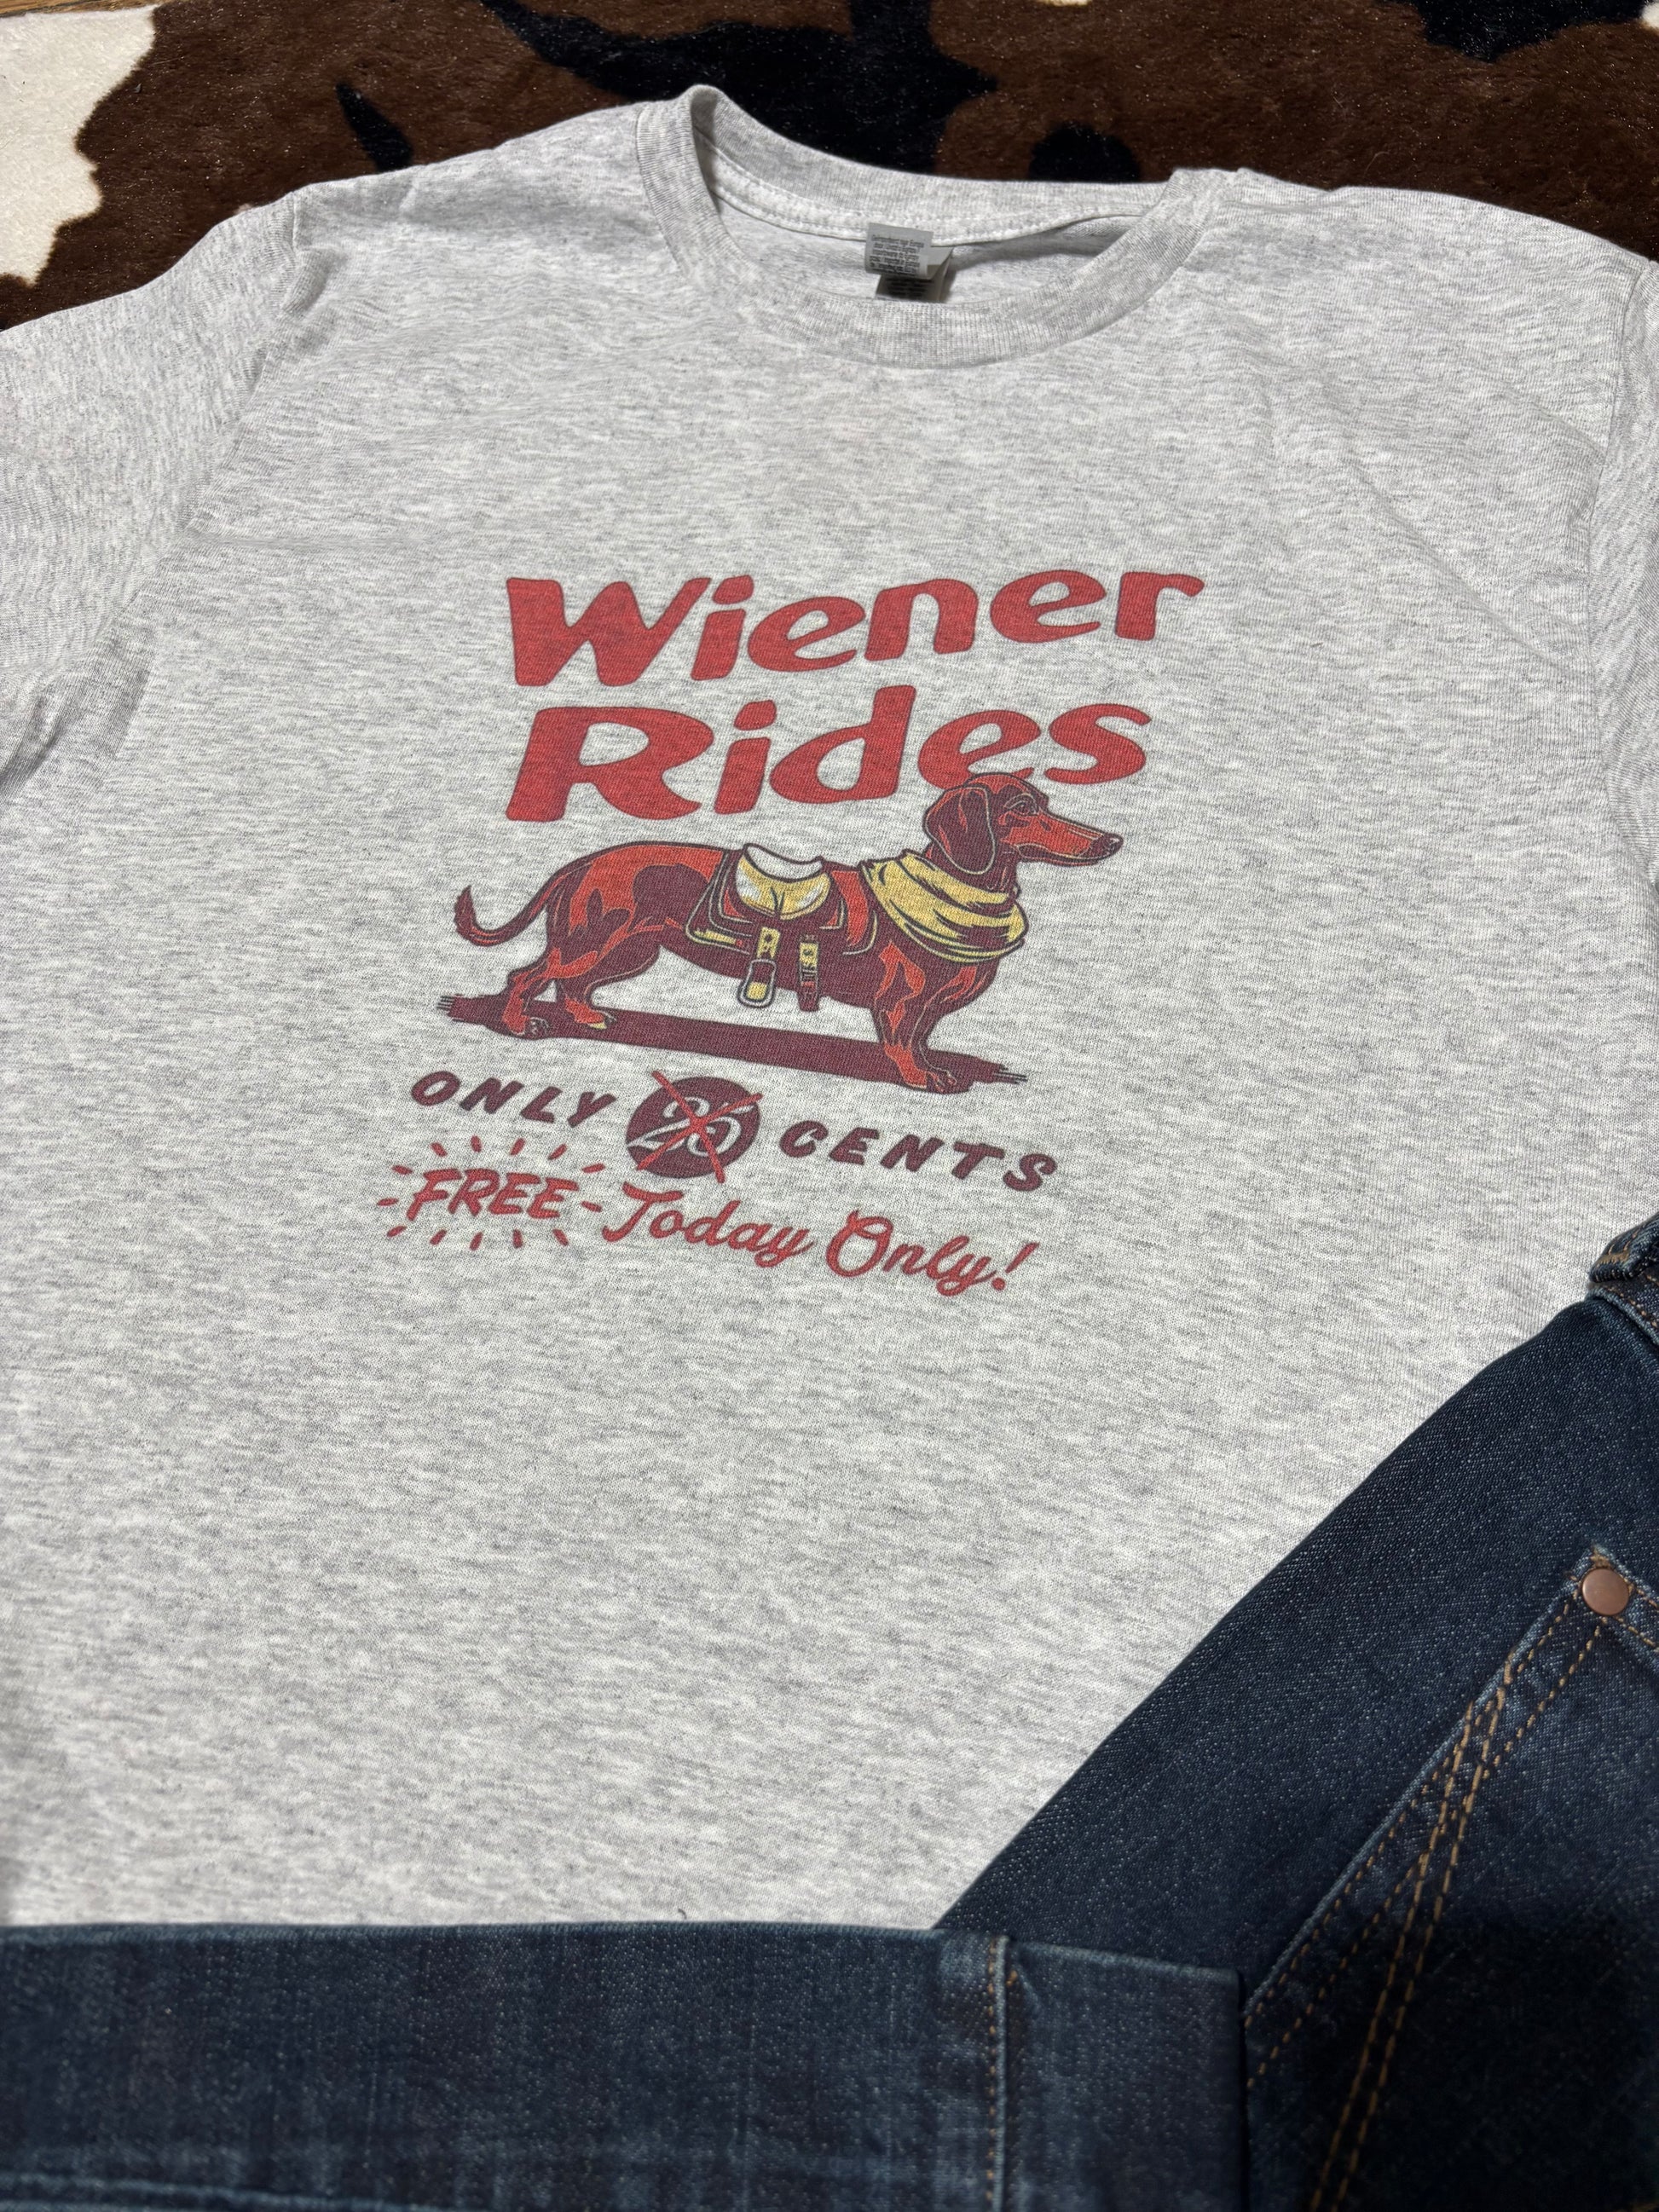 Wiener
Rides
ONLY 25 CENTS
FREE - Today Only!